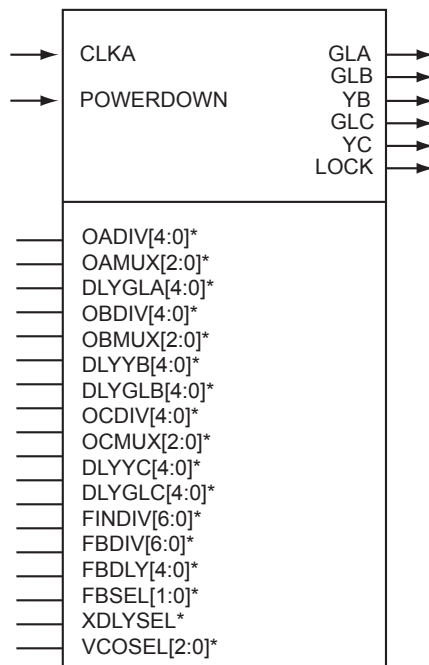 CLKA GLA
GLB
POWERDOWN YB
GLC
YC
LOCK
OADIV[4:0]*
OAMUX[2:0]*
DLYGLA[4:0]*
OBDIV[4:0]*
OBMUX[2:0]*
DLYYB[4:0]*
DLYGLB[4:0]*
OCDIV[4:0]*
OCMUX[2:0]*
DLYYC[4:0]*
DLYGLC[4:0]*
FINDIV[6:0]*
FBDIV[6:0]*
FBDLY[4:0]*
FBSEL[1:0]*
XDLYSEL*
VCOSEL[2:0]*